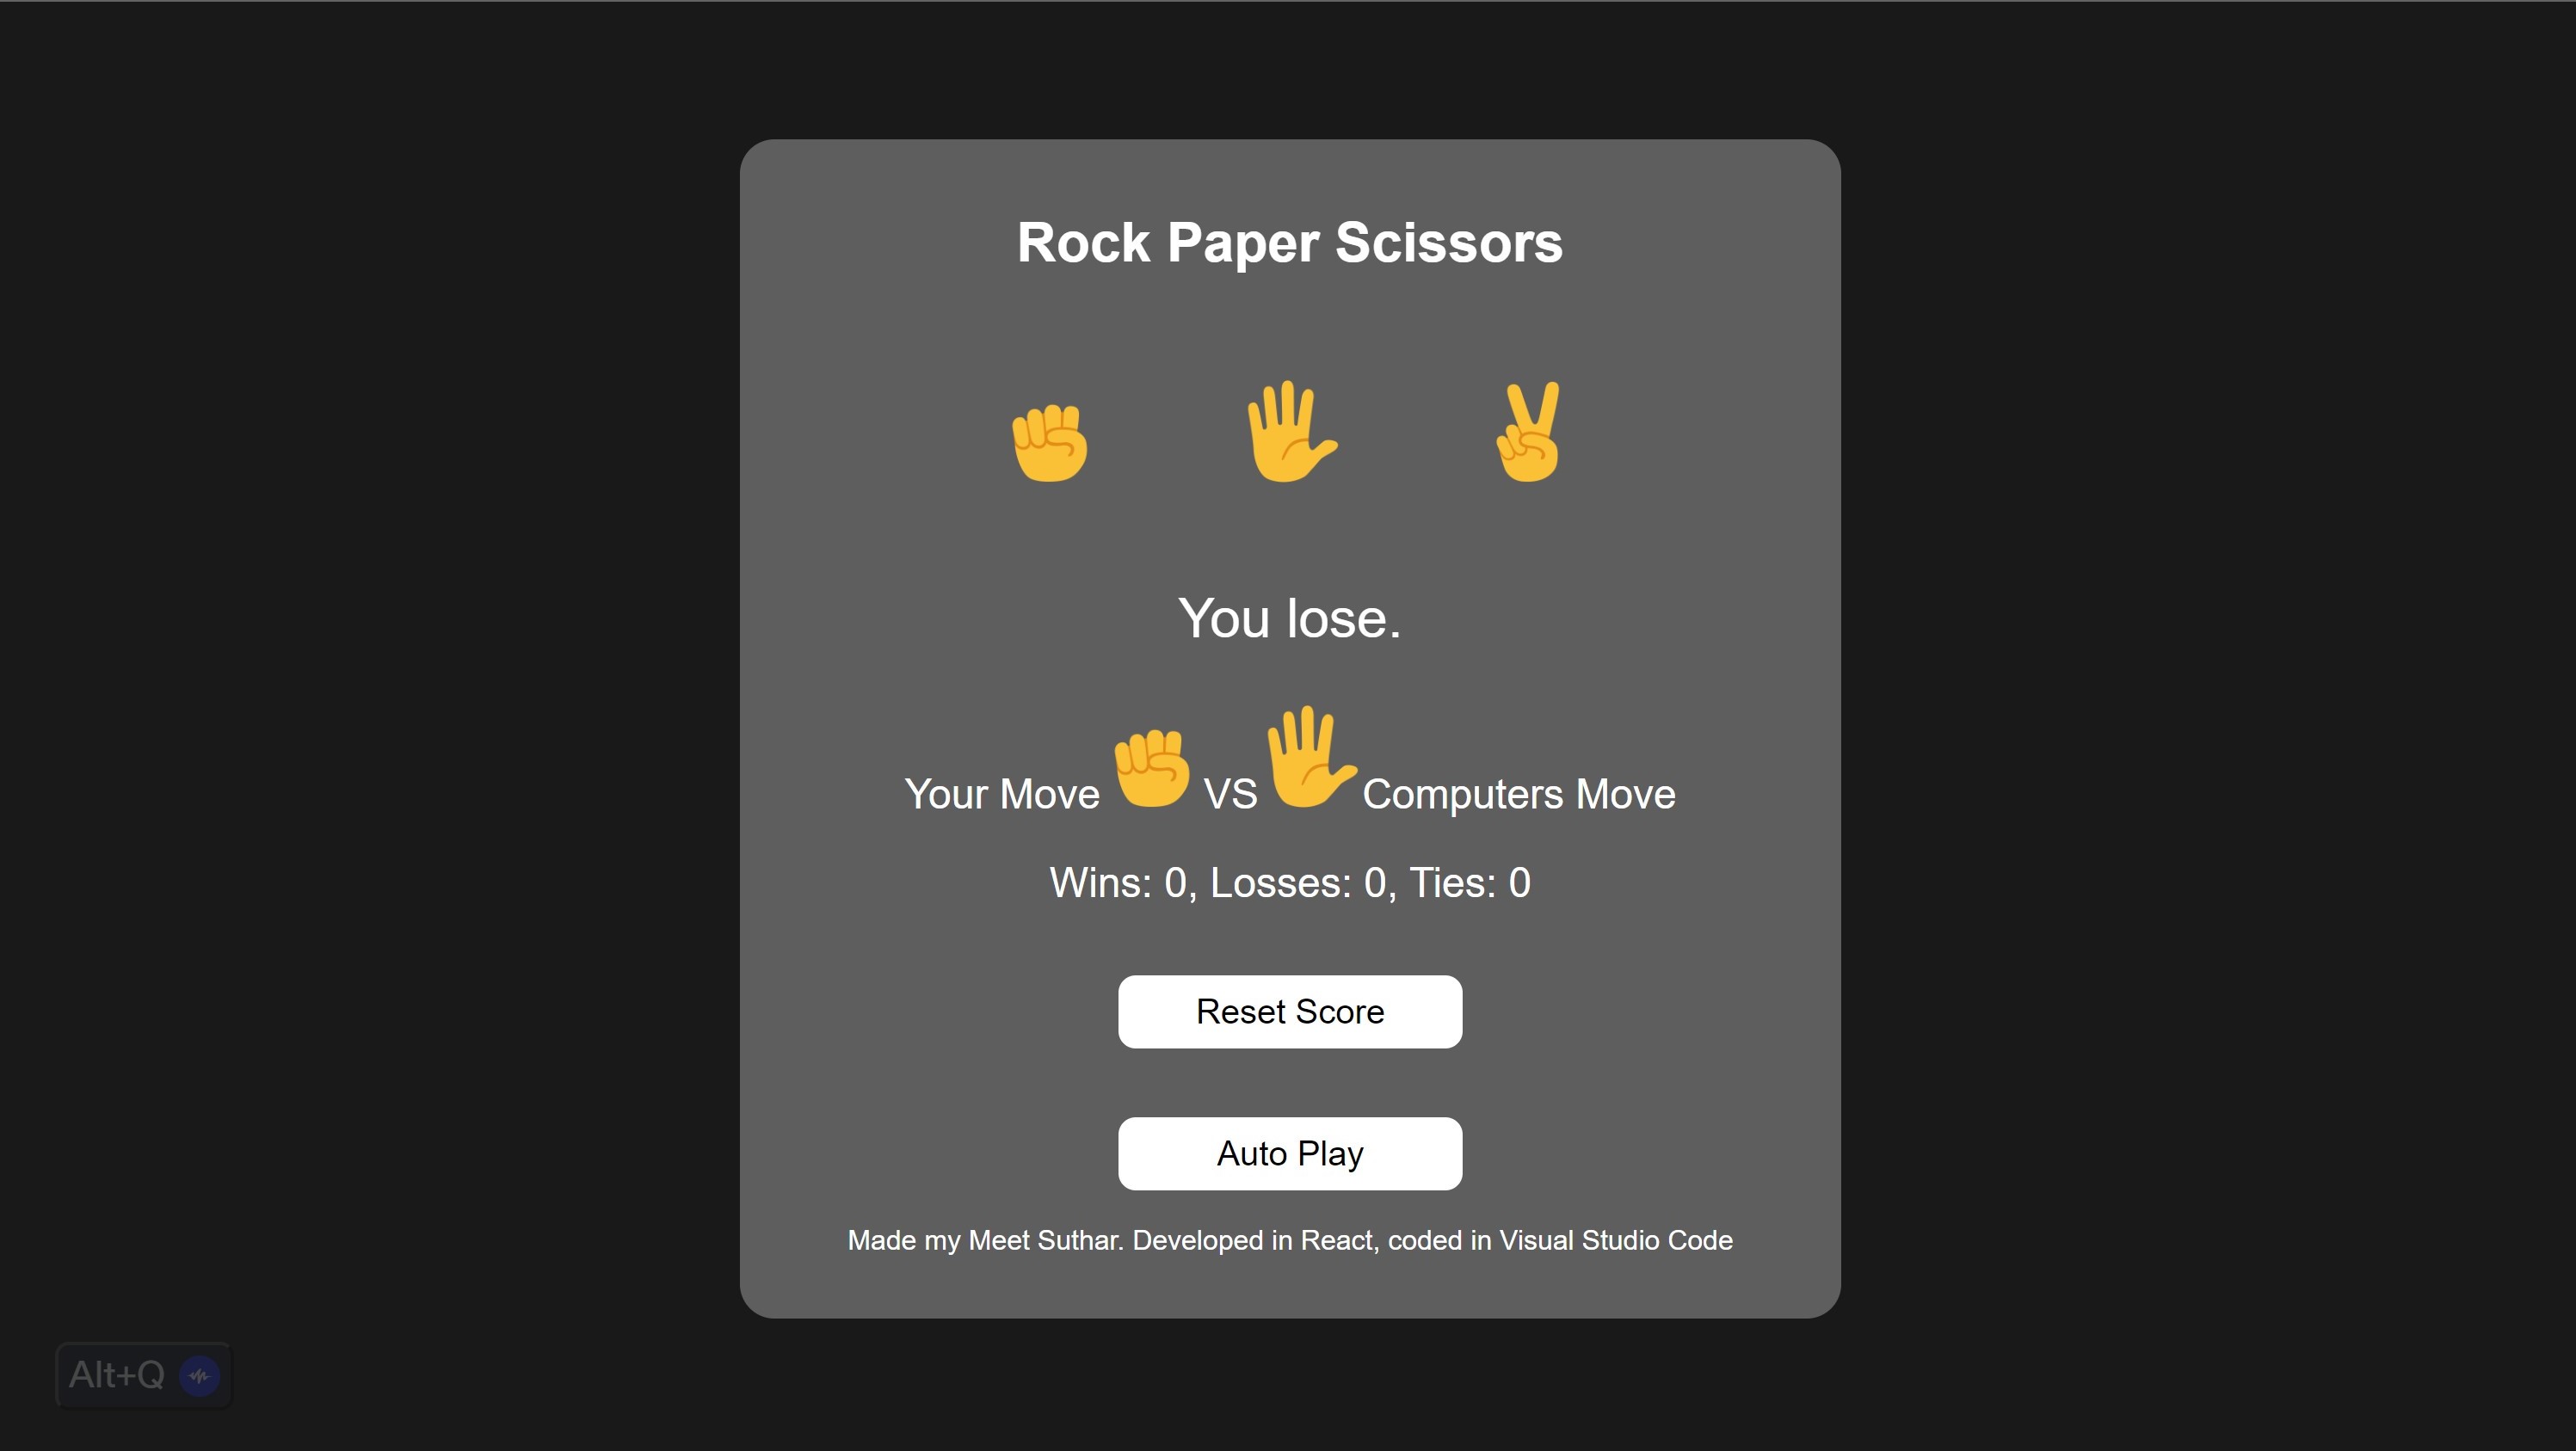 Rock Paper Scissors
You lose.
Your Move VS Computers Move
Wins: 0, Losses: 0, Ties: 0
Reset Score
Auto Play
Made my Meet Suthar. Developed in React, coded in Visual Studio Code
Alt+Q